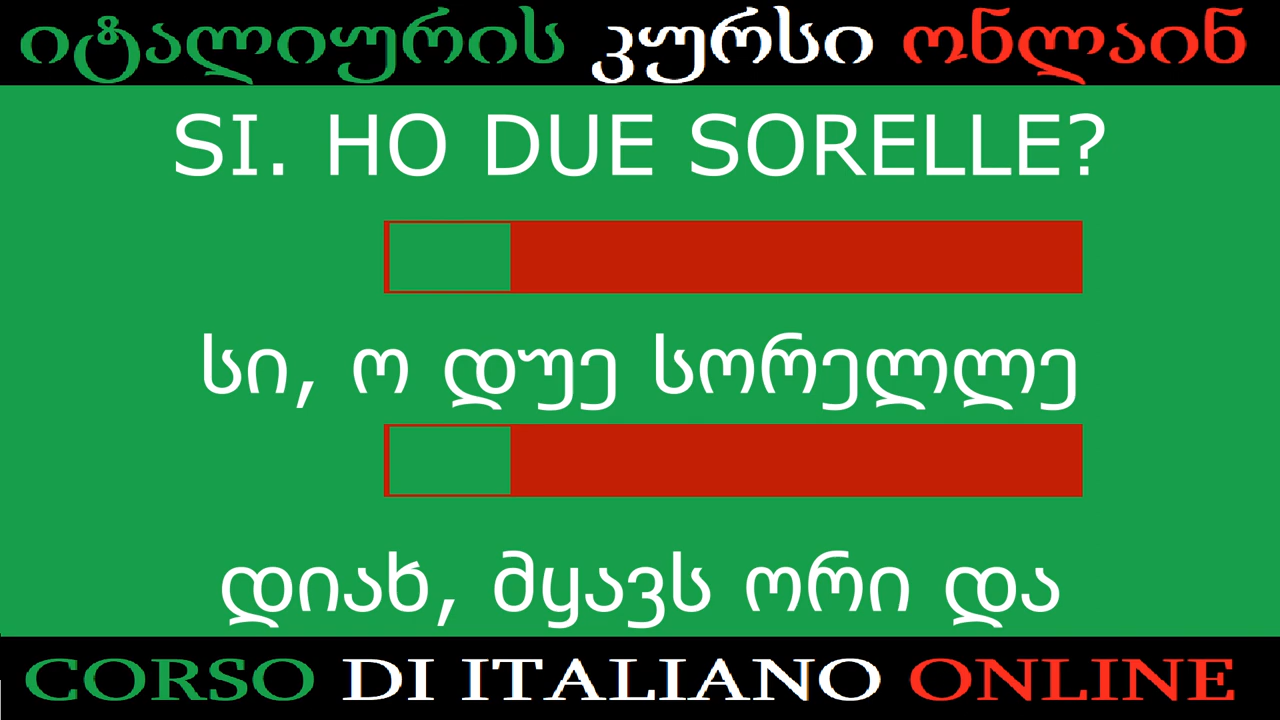 იტალიურის კურსი ონლაინ
SI. HO DUE SORELLE?
სი, ო დუე სორელლე
დიახ, მყავს ორი და
CORSO DI ITALIANO ONLINE